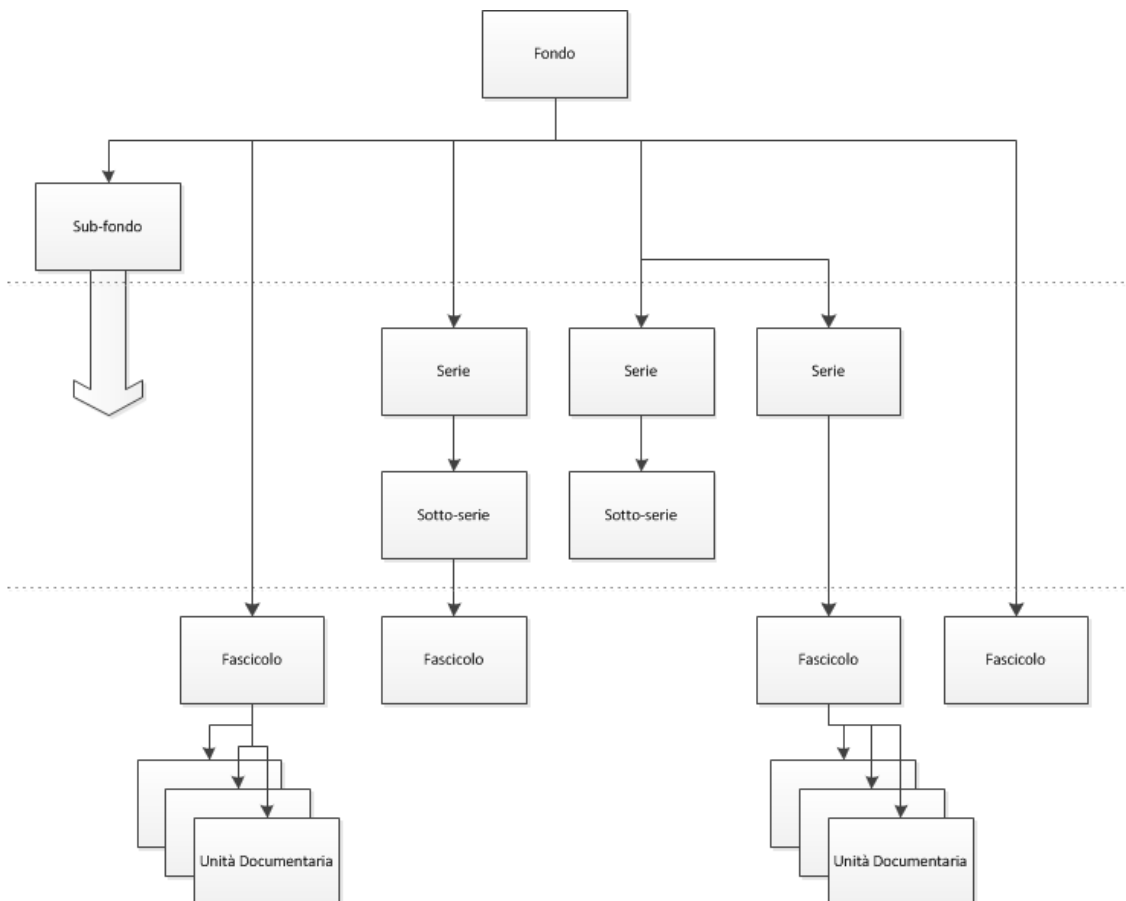 Fondo
Sub-fondo
Serie
Serie
Serie
Sotto-serie
Sotto-serie
Fascicolo
Fascicolo
Fascicolo
Fascicolo
Unità Documentaria
Unità Documentaria